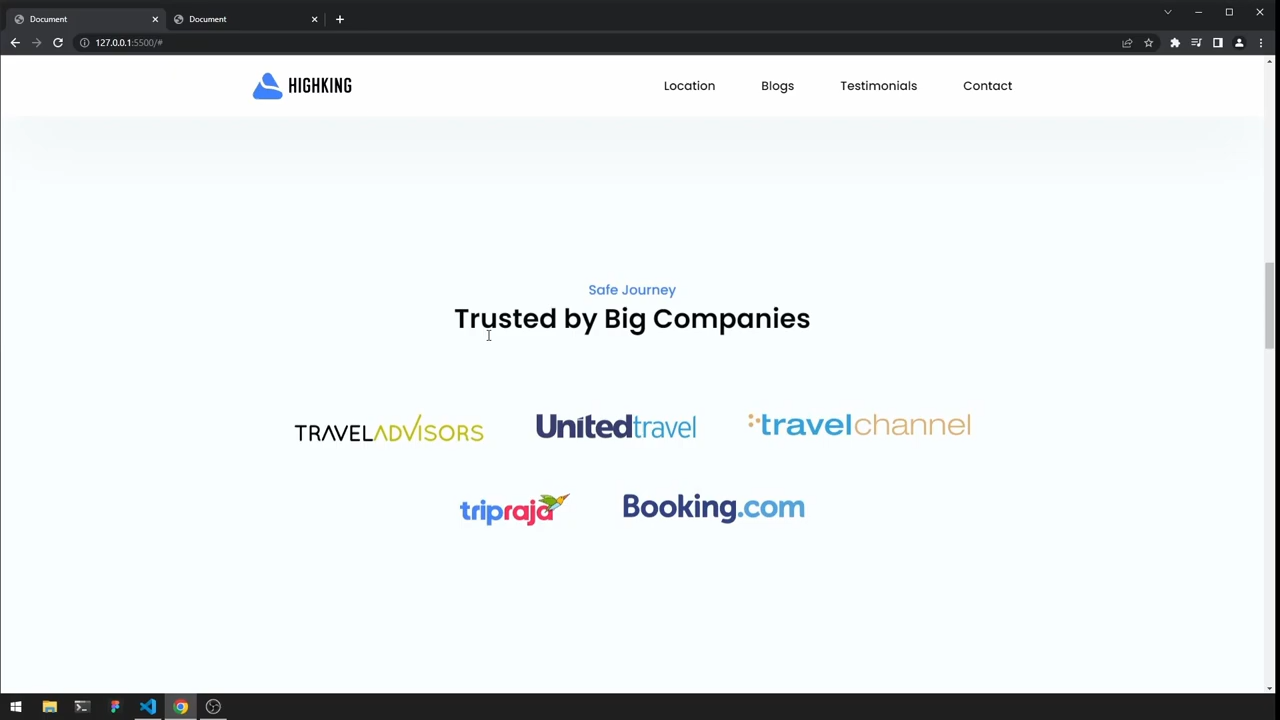 Document
Document
127.0.0.1:5500/#
HIGHKING
Location Blogs Testimonials Contact
Safe Journey
Trusted by Big Companies
TRAVELADVISORS Unitedtravel travelchannel
tripraja Booking.com